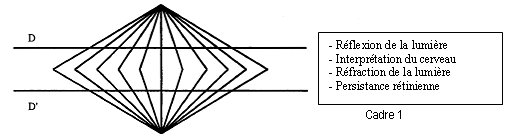 D
D'
- Réflexion de la lumière
- Interprétation du cerveau
- Réfraction de la lumière
- Persistance rétinienne
Cadre 1